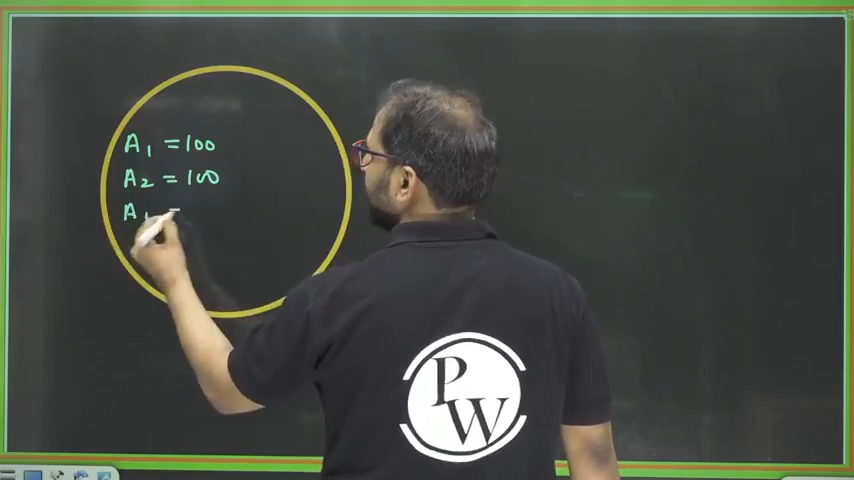 A1 = 100
A2 = 100
A
PW